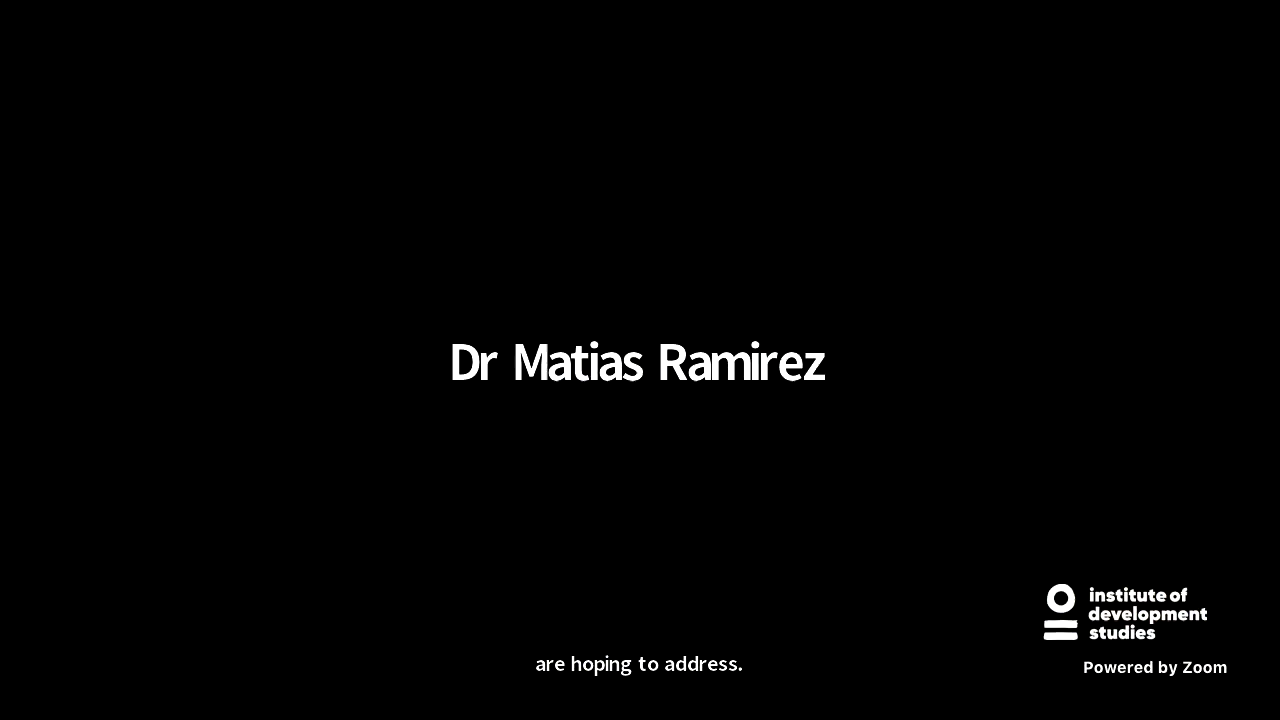 Dr Matias Ramirez
institute of
development
studies
are hoping to address.
Powered by Zoom